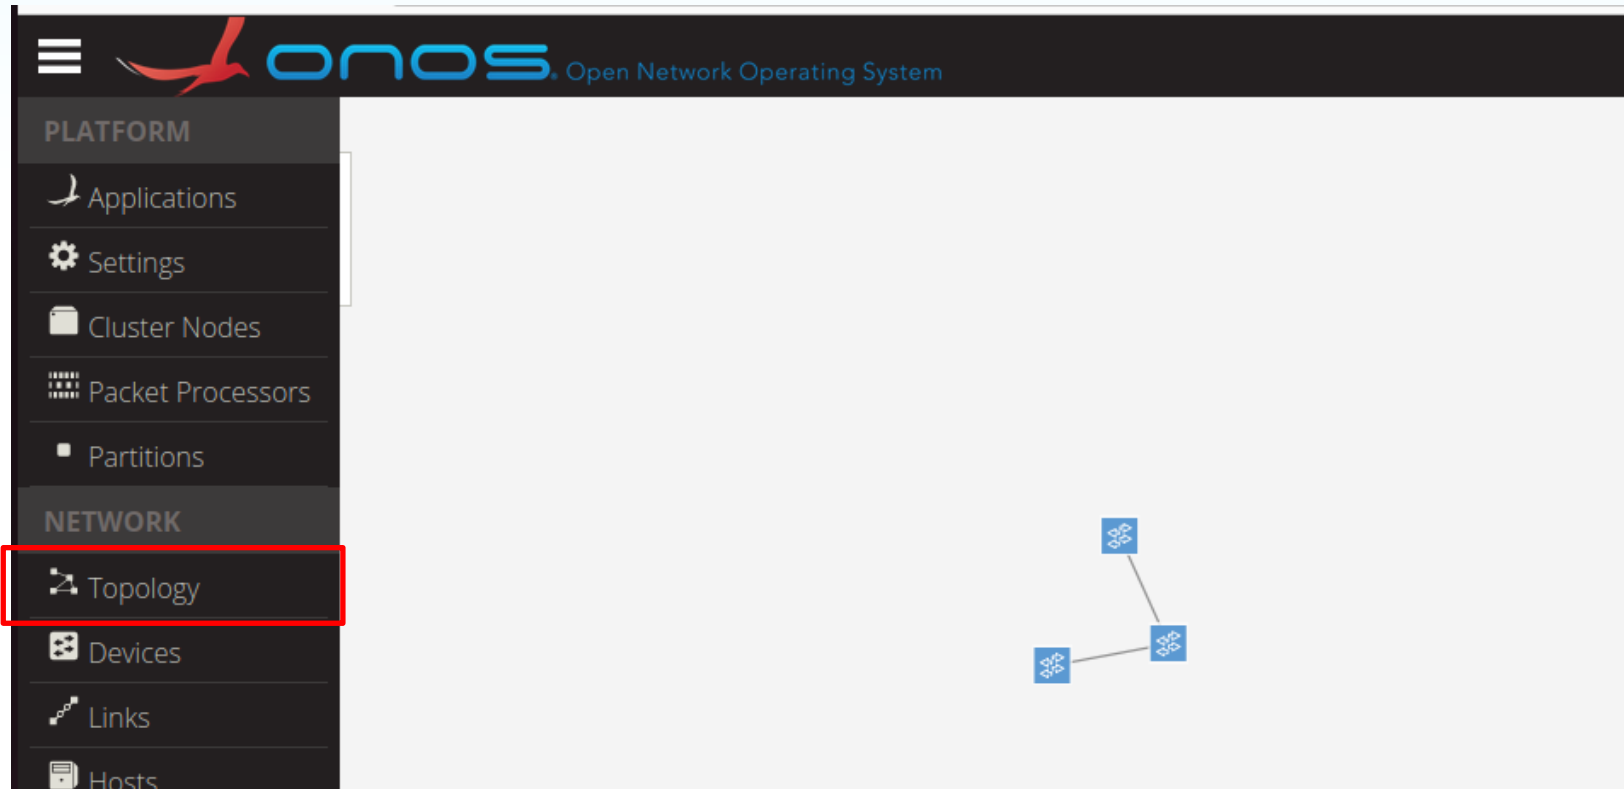 onos. Open Network Operating System
PLATFORM
Applications
Settings
Cluster Nodes
Packet Processors
Partitions
NETWORK
Topology
Devices
Links
Hosts